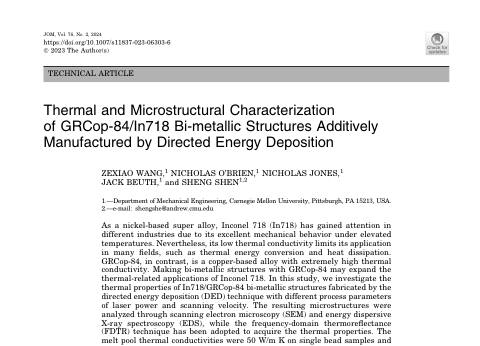 JOM, Vol. 76, No. 2, 2024
https://doi.org/10.1007/s11837-023-06303-6
© 2023 The Author(s)
Check for
updates
TECHNICAL ARTICLE
Thermal and Microstructural Characterization
of GRCop-84/In718 Bi-metallic Structures Additively
Manufactured by Directed Energy Deposition
ZEXIAO WANG,1 NICHOLAS O'BRIEN,1 NICHOLAS JONES,1
JACK BEUTH,1 and SHENG SHEN1,2
1.—Department of Mechanical Engineering, Carnegie Mellon University, Pittsburgh, PA 15213, USA.
2.—e-mail: shengshe@andrew.cmu.edu
As a nickel-based super alloy, Inconel 718 (In718) has gained attention in
different industries due to its excellent mechanical behavior under elevated
temperatures. Nevertheless, its low thermal conductivity limits its application
in many fields, such as thermal energy conversion and heat dissipation.
GRCop-84, in contrast, is a copper-based alloy with extremely high thermal
conductivity. Making bi-metallic structures with GRCop-84 may expand the
thermal-related applications of Inconel 718. In this study, we investigate the
thermal properties of In718/GRCop-84 bi-metallic structures fabricated by the
directed energy deposition (DED) technique with different process parameters
of laser power and scanning velocity. The resulting microstructures were
analyzed through scanning electron microscopy (SEM) and energy dispersive
X-ray spectroscopy (EDS), while the frequency-domain thermoreflectance
(FDTR) technique has been adopted to acquire the thermal properties. The
melt pool thermal conductivities were 50 W/m K on single bead samples and